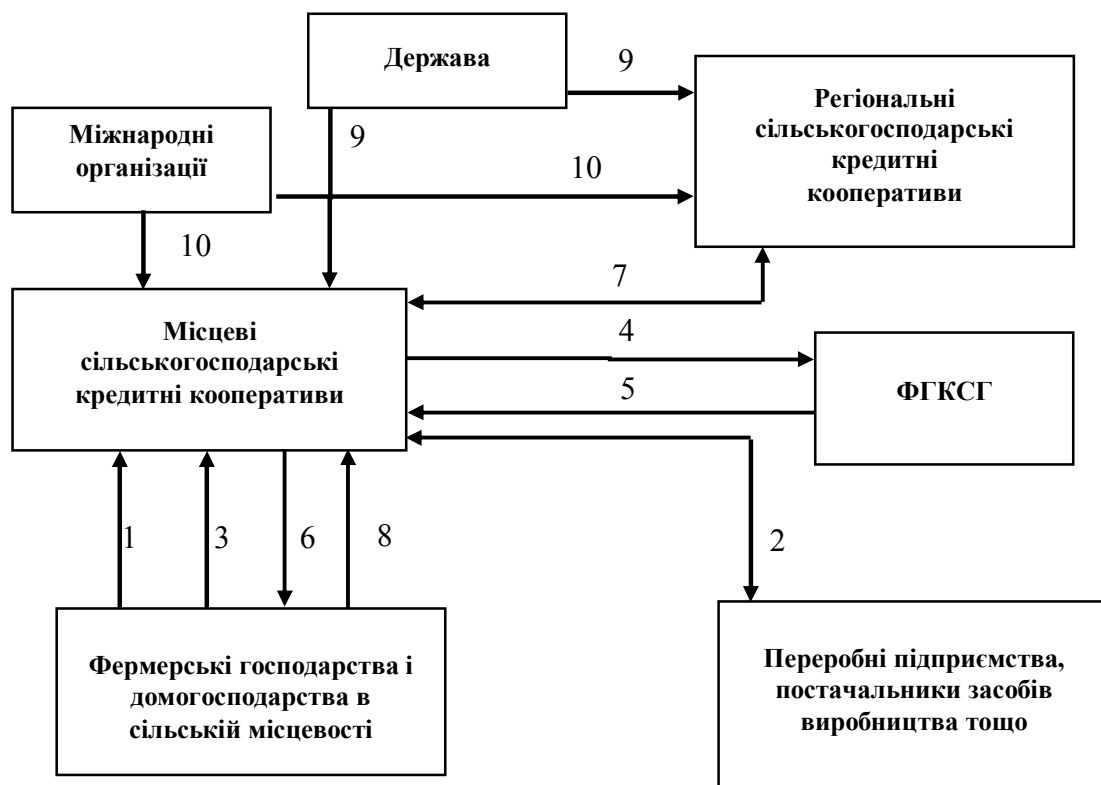 Держава
9
Регіональні
сільськогосподарські
кредитні
кооперативи
Міжнародні
організації
9
10
10
7
Місцеві
сільськогосподарські
кредитні кооперативи
4
ФГКСГ
5
1
3
6
8
2
Фермерські господарства і
домогосподарства в
сільській місцевості
Переробні підприємства,
постачальники засобів
виробництва тощо